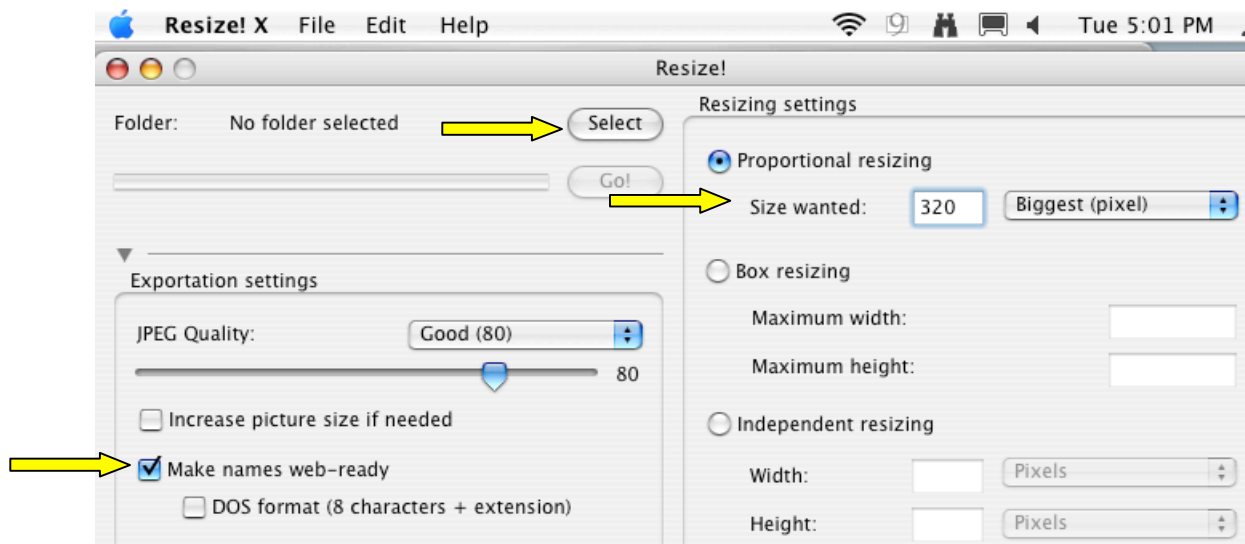 Resize! X File Edit Help Tue 5:01 PM
Resize!
Folder: No folder selected Select
Go!
Exportation settings
JPEG Quality: Good (80)
80
Increase picture size if needed
Make names web-ready
DOS format (8 characters + extension)
Resizing settings
Proportional resizing
Size wanted: 320 Biggest (pixel)
Box resizing
Maximum width:
Maximum height:
Independent resizing
Width: Pixels
Height: Pixels